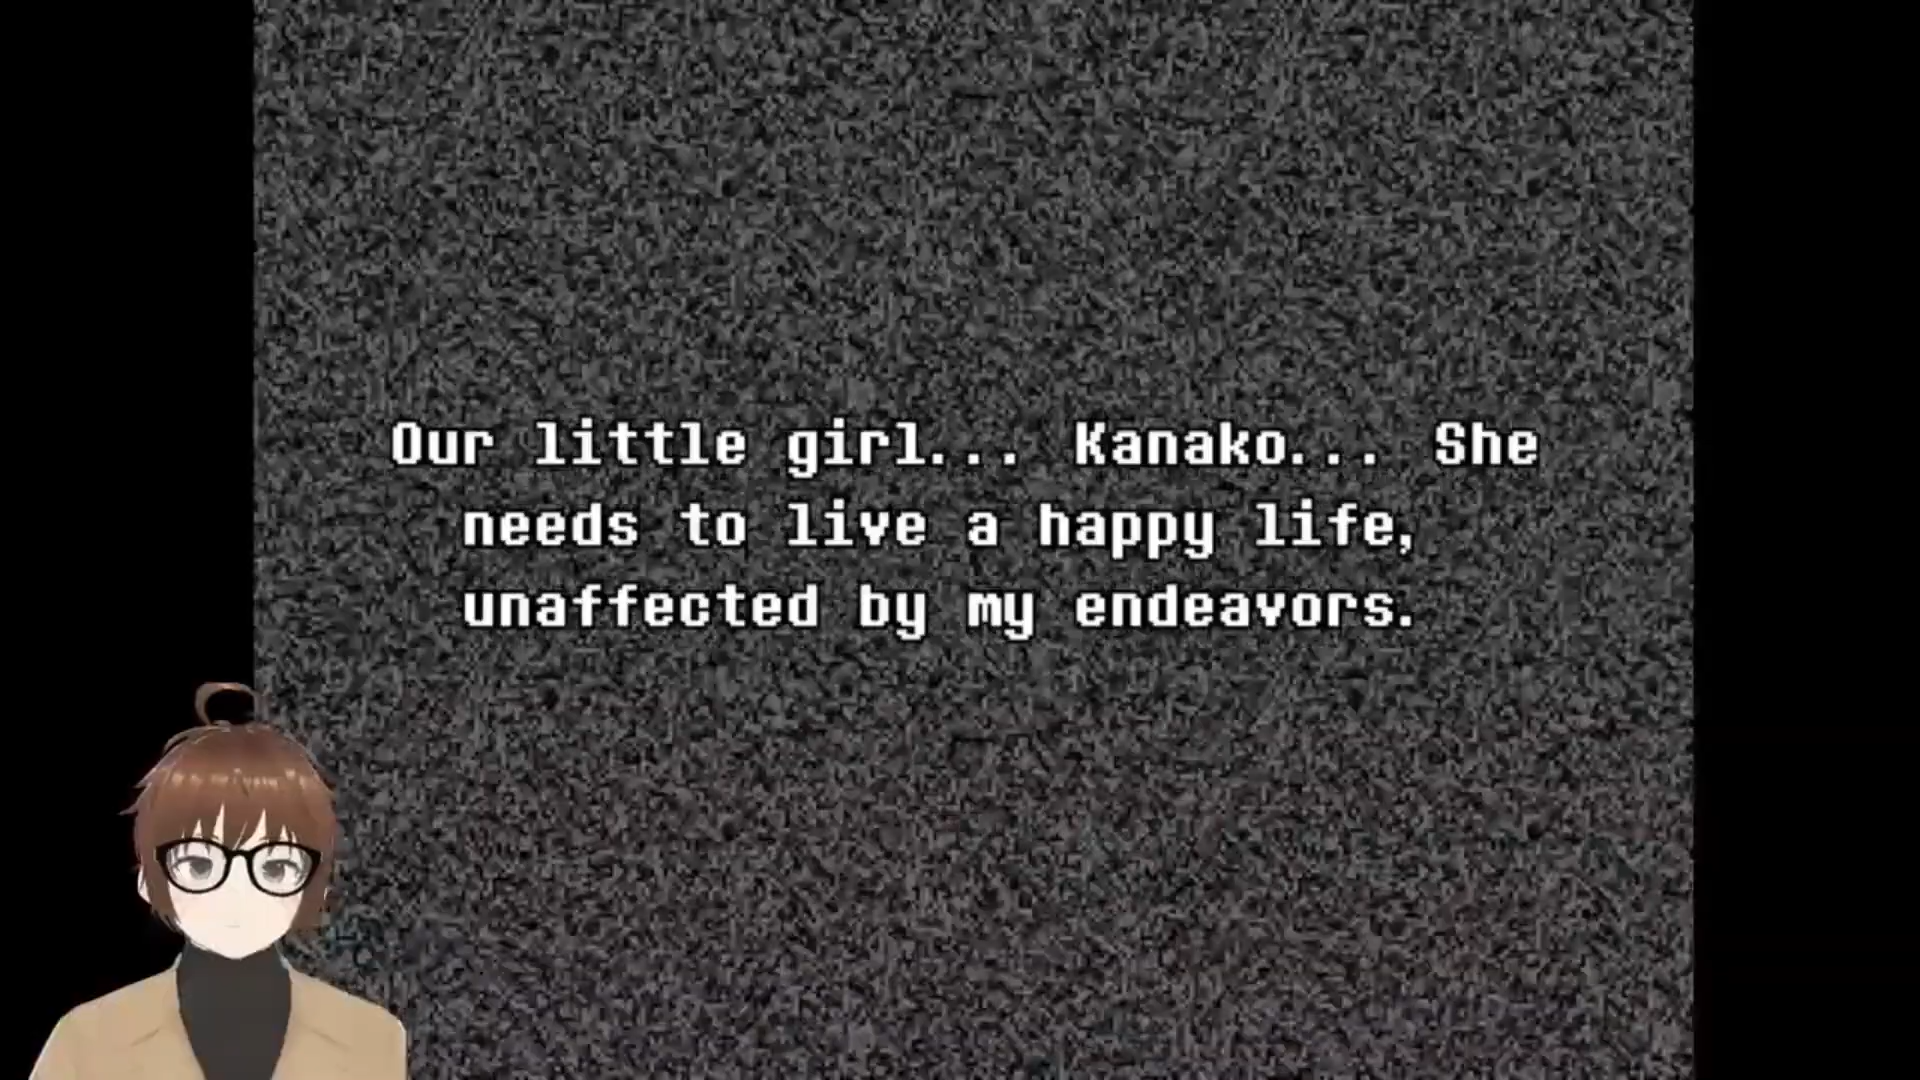 Our little girl... Kanako... She
needs to live a happy life,
unaffected by my endeavors.